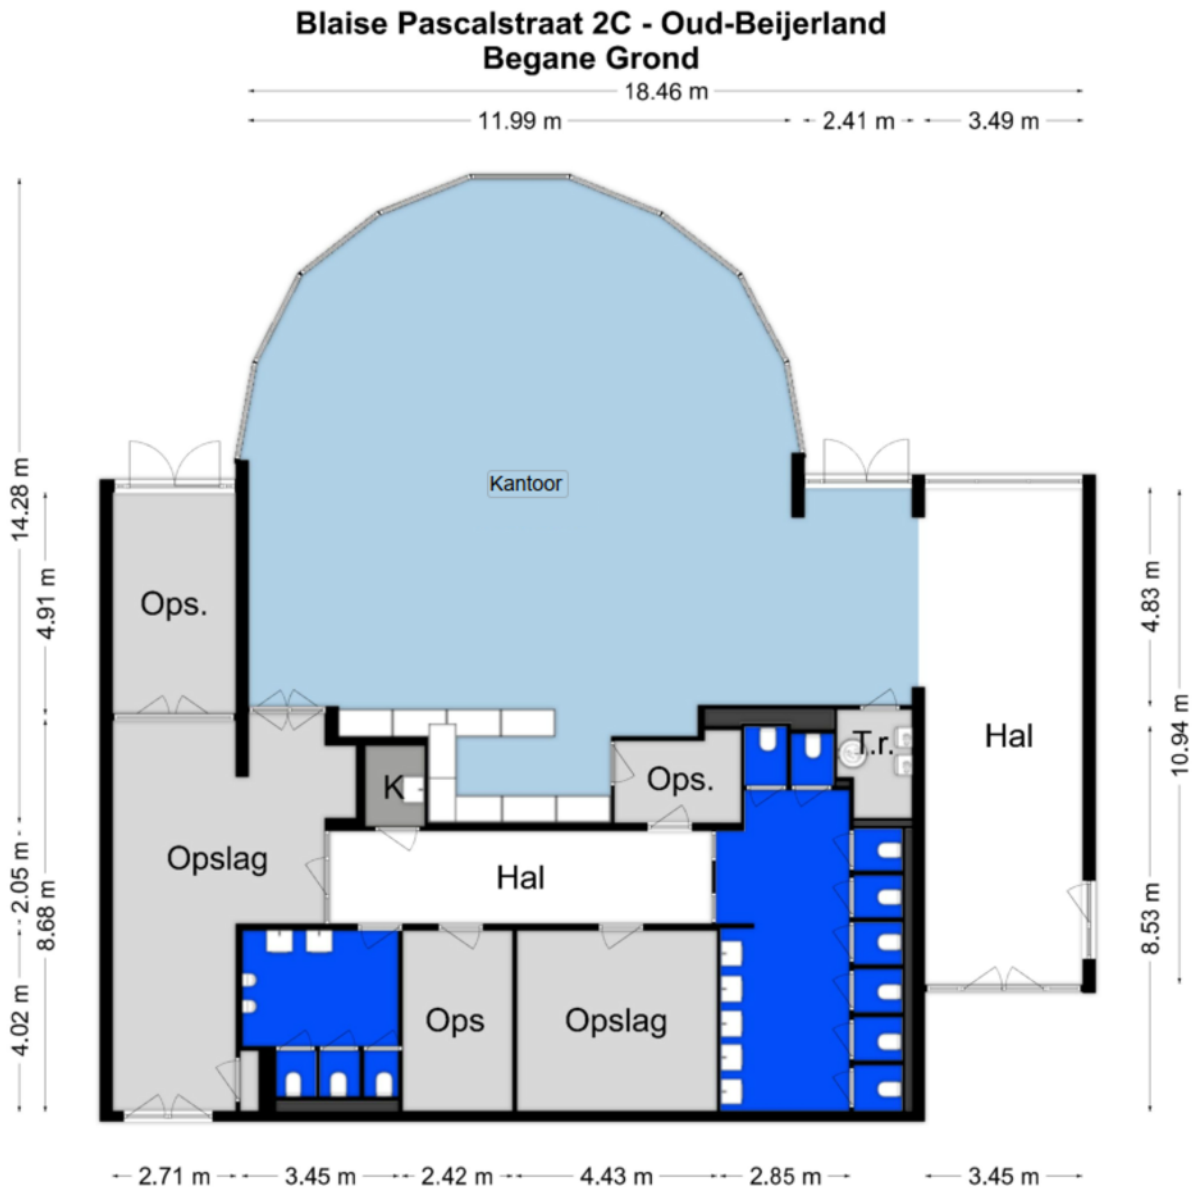 Blaise Pascalstraat 2C - Oud-Beijerland
Begane Grond
18.46 m
11.99 m
2.41 m
3.49 m
14.28 m
4.91 m
2.05 m
8.68 m
4.02 m
4.83 m
10.94 m
8.53 m
Kantoor
Ops.
Hal
T.r.
Ops.
K
Opslag
Hal
Ops
Opslag
2.71 m
3.45 m
2.42 m
4.43 m
2.85 m
3.45 m